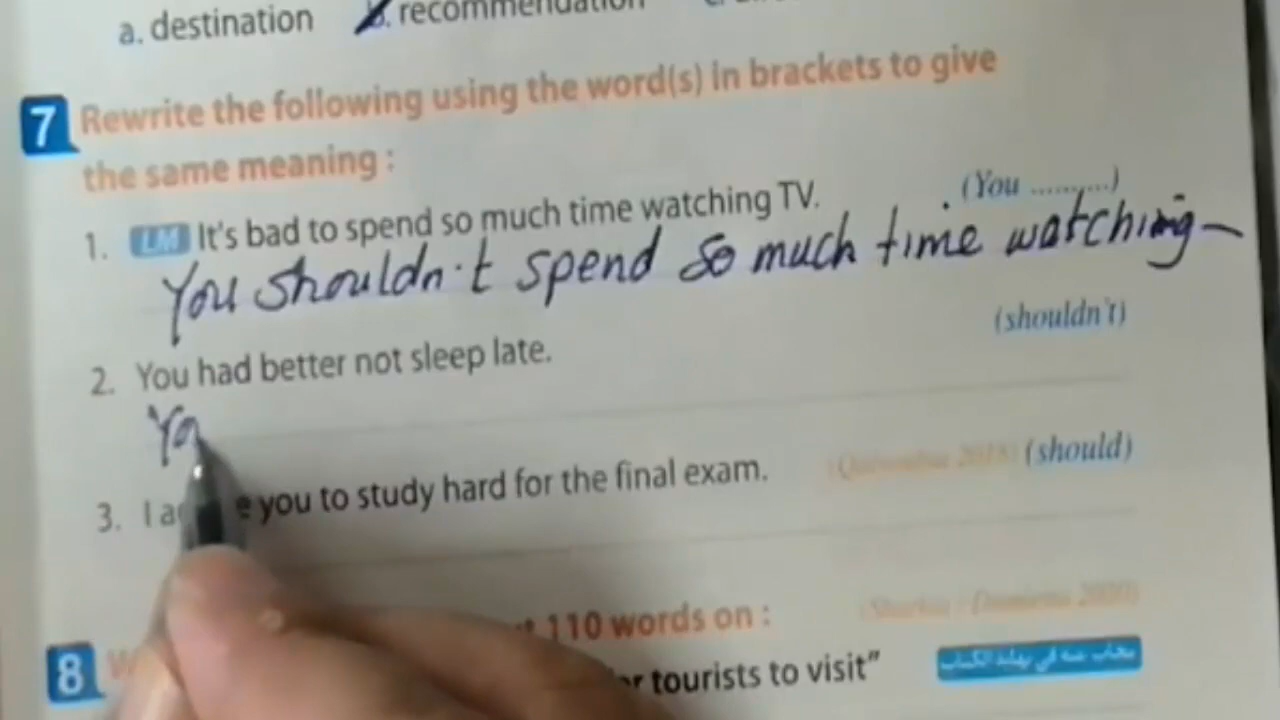 a. destination b. recommendation
7 Rewrite the following using the word(s) in brackets to give
the same meaning :
1. LM It's bad to spend so much time watching TV. (You ..........)
You shouldn't spend so much time watching
2. You had better not sleep late. (shouldn't)
Yo
3. I you to study hard for the final exam. (should)
8 110 words on :
tourists to visit"